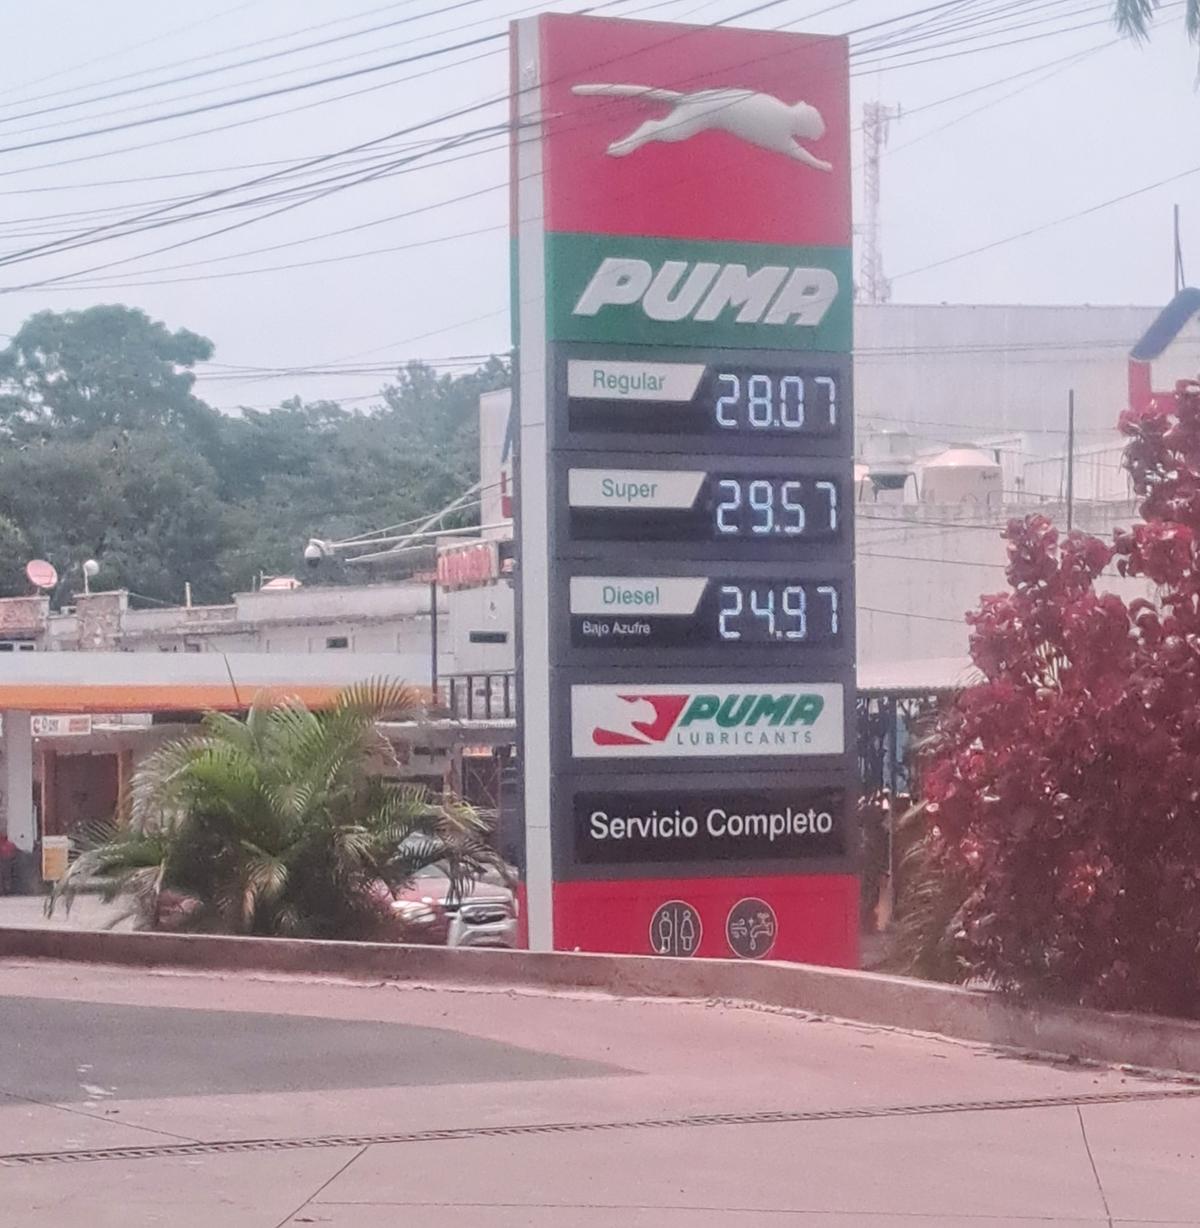 PUMA
Regular 28.07
Super 29.57
Diesel 24.97
Bajo Azufre
PUMA
LUBRICANTS
Servicio Completo